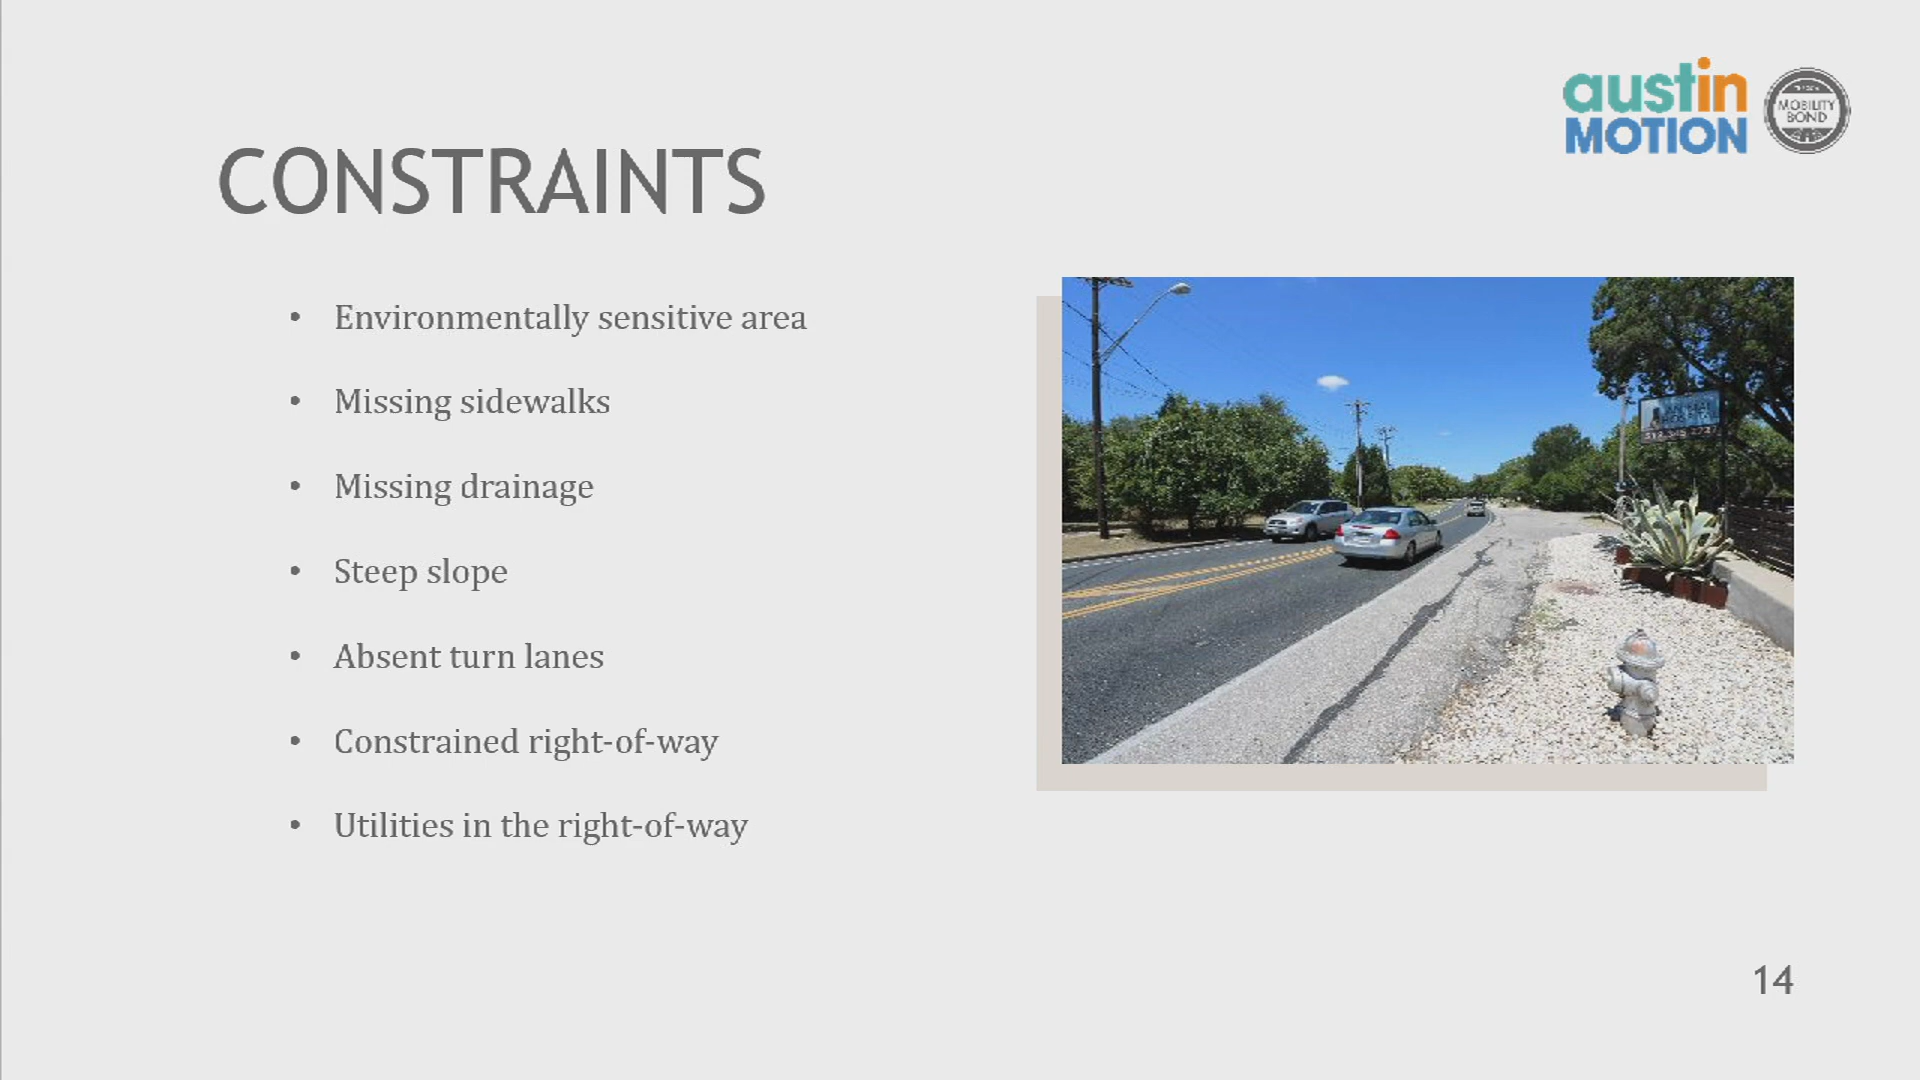 austin
MOTION
MOBILITY
BOND
CONSTRAINTS
• Environmentally sensitive area
• Missing sidewalks
• Missing drainage
• Steep slope
• Absent turn lanes
• Constrained right-of-way
• Utilities in the right-of-way
14